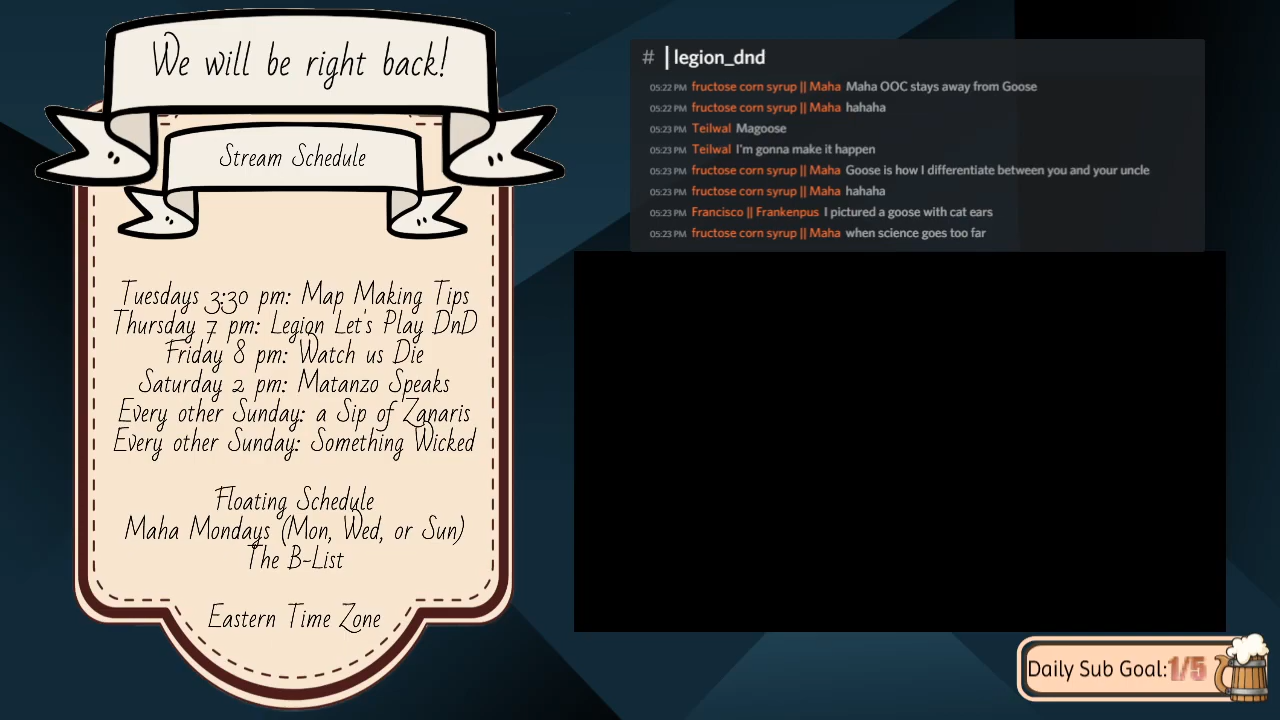 We will be right back!
Stream Schedule
Tuesdays 3:30 pm: Map Making Tips
Thursday 7 pm: Legion Let's Play DnD
Friday 8 pm: Watch us Die
Saturday 2 pm: Matanzo Speaks
Every other Sunday: a Sip of Zanaris
Every other Sunday: Something Wicked
Floating Schedule
Maha Mondays (Mon, Wed, or Sun)
The B-List
Eastern Time Zone
# | legion_dnd
05:22 PM fructose corn syrup || Maha Maha OOC stays away from Goose
05:22 PM fructose corn syrup || Maha hahaha
05:23 PM Teilwal Magoose
05:23 PM Teilwal I'm gonna make it happen
05:23 PM fructose corn syrup || Maha Goose is how I differentiate between you and your uncle
05:23 PM fructose corn syrup || Maha hahaha
05:23 PM Francisco || Frankenpus I pictured a goose with cat ears
05:23 PM fructose corn syrup || Maha when science goes too far
Daily Sub Goal: 1/5